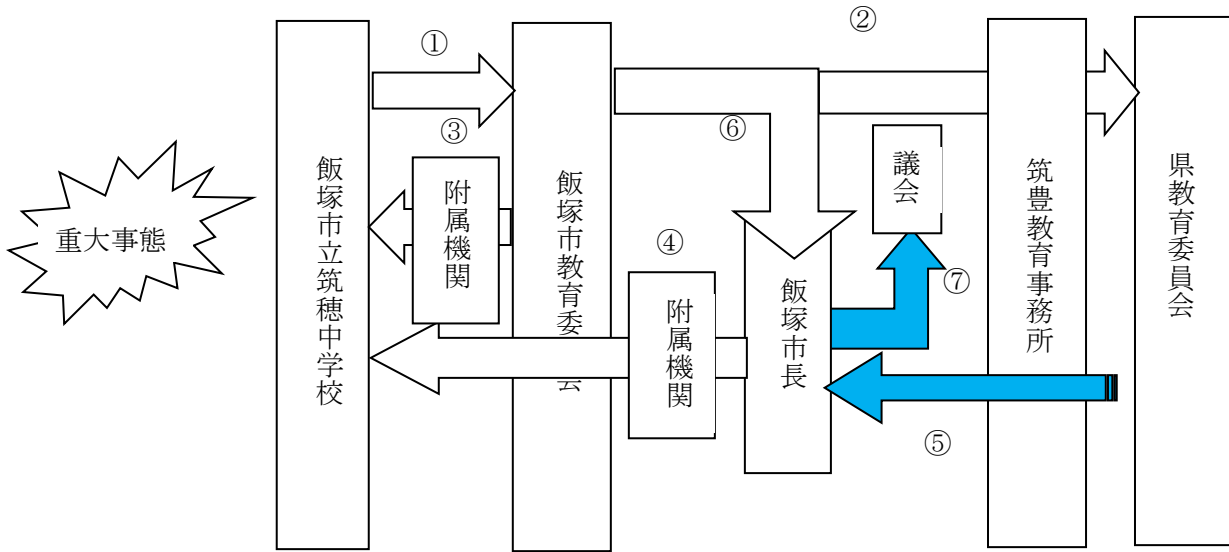 重大事態
飯塚市立筑穂中学校
①
③
附属機関
飯塚市教育委会
②
⑥
④
附属機関
飯塚市長
議会
⑦
⑤
筑豊教育事務所
県教育委員会